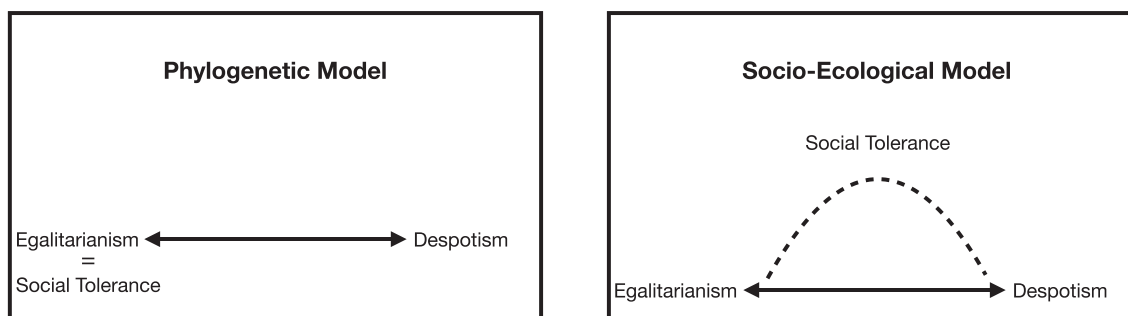 Phylogenetic Model
Egalitarianism
Despotism
=
Social Tolerance
Socio-Ecological Model
Social Tolerance
Egalitarianism
Despotism